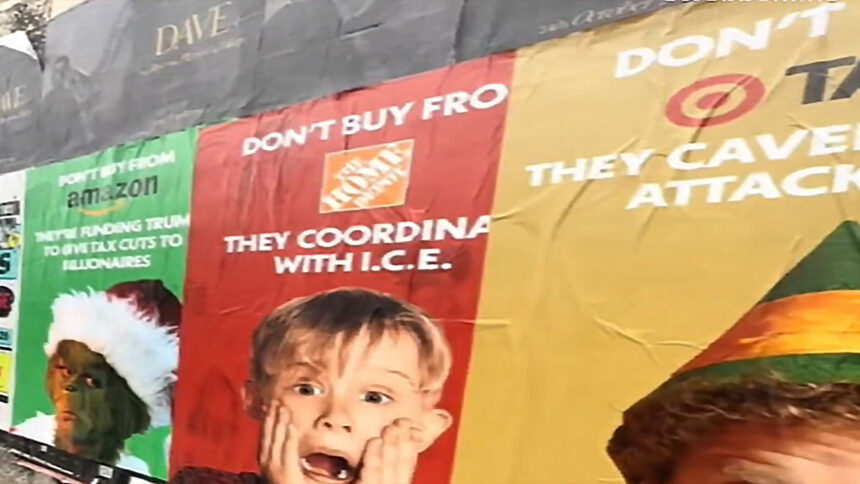 DAVE
DON'T BUY FROM
amazon
THEY'RE FUNDING TRUM
TO GIVE TAX CUTS TO
BILLIONAIRES
DON'T BUY FRO
THE
HOME
DEPOT
THEY COORDINA
WITH I.C.E.
DON'T
TA
THEY CAVE
ATTACK